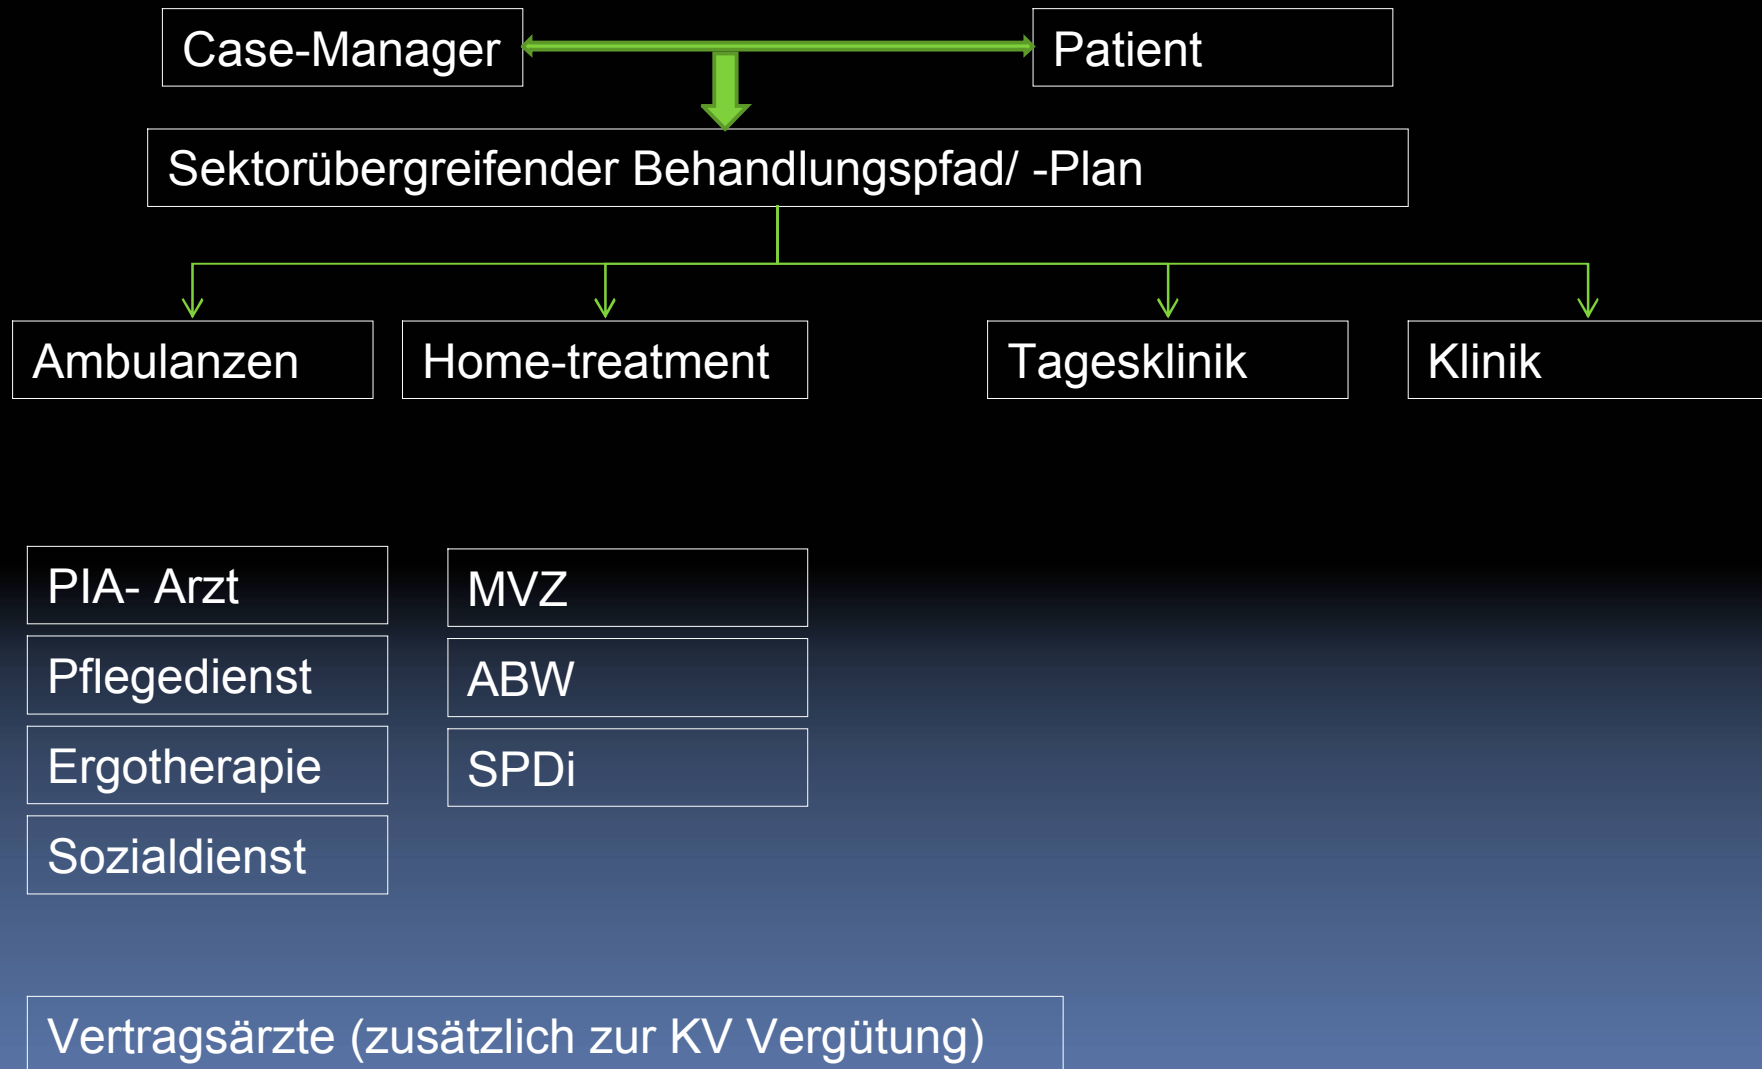 Case-Manager
Patient
Sektorübergreifender Behandlungspfad/ -Plan
Ambulanzen
Home-treatment
Tagesklinik
Klinik
PIA- Arzt
MVZ
Pflegedienst
ABW
Ergotherapie
SPDi
Sozialdienst
Vertragsärzte (zusätzlich zur KV Vergütung)